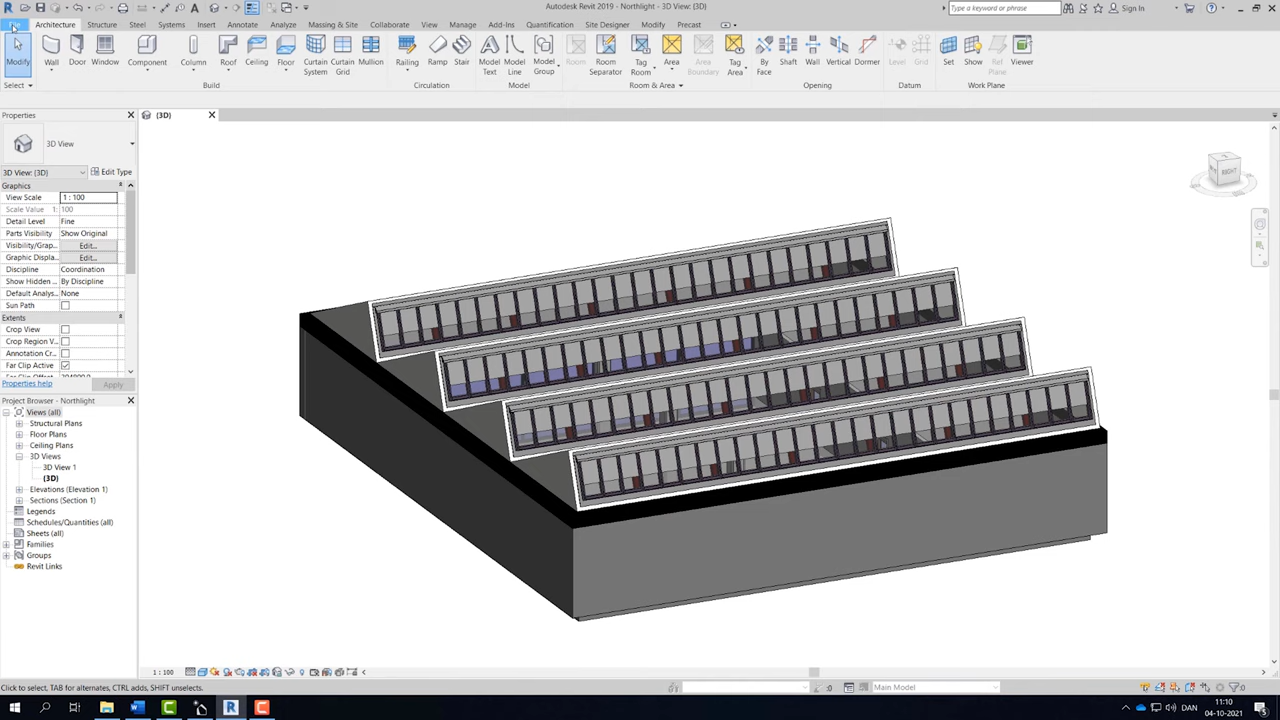 Autodesk Revit 2019 - Northlight - 3D View: {3D}
Type a keyword or phrase
Sign In
Architecture Structure Steel Systems Insert Annotate Analyze Massing & Site Collaborate View Manage Add-Ins Quantification Site Designer Modify Precast
Modify Wall Door Window Component Column Roof Ceiling Floor Curtain System Curtain Grid Mullion Railing Ramp Stair Model Text Model Line Model Group Room Room Separator Tag Room Area Area Boundary Tag Area By Face Shaft Wall Vertical Dormer Level Grid Set Show Ref Plane Viewer
Select Build Circulation Model Room & Area Opening Datum Work Plane
Properties
{3D}
3D View
3D View: {3D} Edit Type
Graphics
View Scale 1 : 100
Scale Value 1: 100
Detail Level Fine
Parts Visibility Show Original
Visibility/Grap... Edit...
Graphic Displa... Edit...
Discipline Coordination
Show Hidden ... By Discipline
Default Analys... None
Sun Path
Extents
Crop View
Crop Region V...
Annotation Cr...
Far Clip Active
Properties help Apply
Project Browser - Northlight
Views (all)
Structural Plans
Floor Plans
Ceiling Plans
3D Views
3D View 1
{3D}
Elevations (Elevation 1)
Sections (Section 1)
Legends
Schedules/Quantities (all)
Sheets (all)
Families
Groups
Revit Links
RIGHT
1 : 100
Click to select, TAB for alternates, CTRL adds, SHIFT unselects.
:0
Main Model
:0
DAN
11:10
04-10-2021